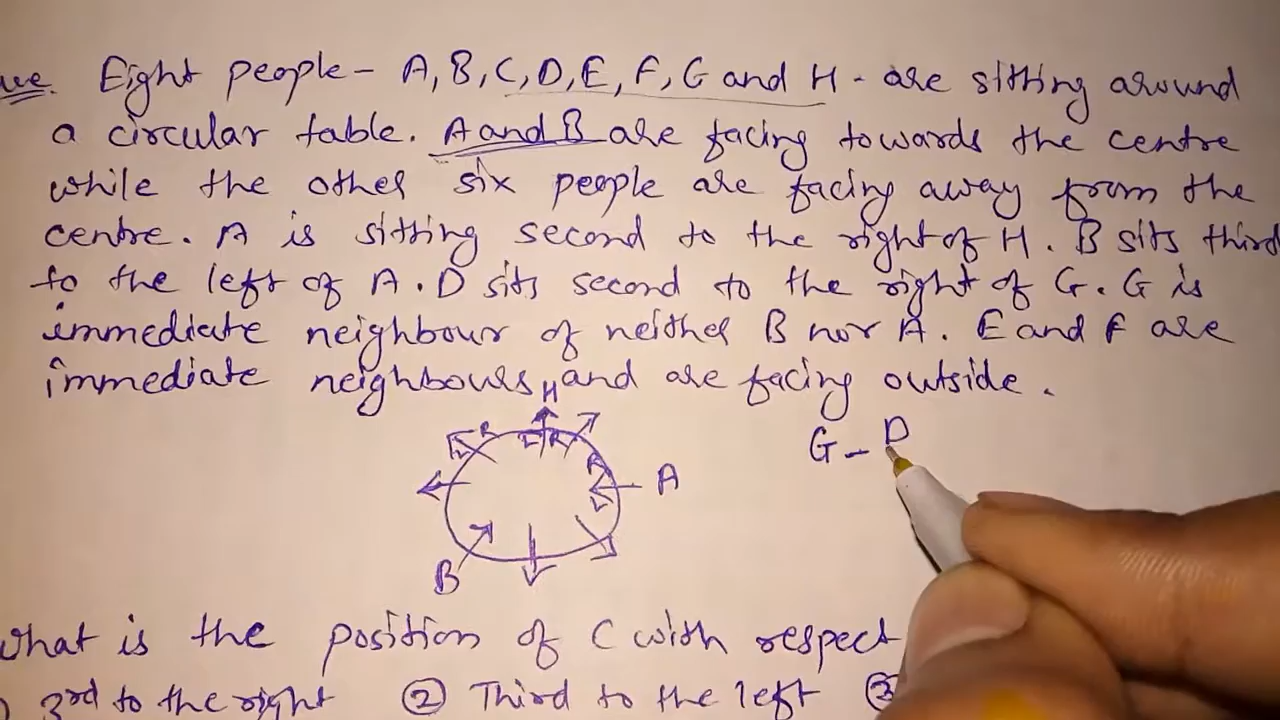 Eight people - A, B, C, D, E, F, G and H - are sitting around
a circular table. A and B are facing towards the centre
while the other six people are facing away from the
centre. A is sitting second to the right of H. B sits third
to the left of A. D sits second to the right of G. G is
immediate neighbour of neither B nor A. E and F are
immediate neighbours and are facing outside.
H
G - D
A
B
what is the position of C with respect
3rd to the right ② Third to the left ③